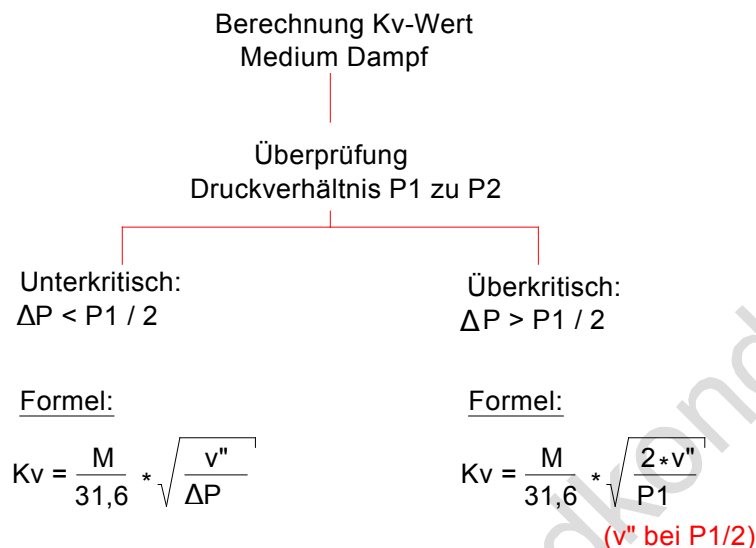 Berechnung Kv-Wert
Medium Dampf
Überprüfung
Druckverhältnis P1 zu P2
Unterkritisch:
ΔP < P1 / 2
Formel:
Kv = M / 31,6 * √ v" / ΔP
Überkritisch:
Δ P > P1 / 2
Formel:
Kv = M / 31,6 * √ 2*v" / P1
(v" bei P1/2)